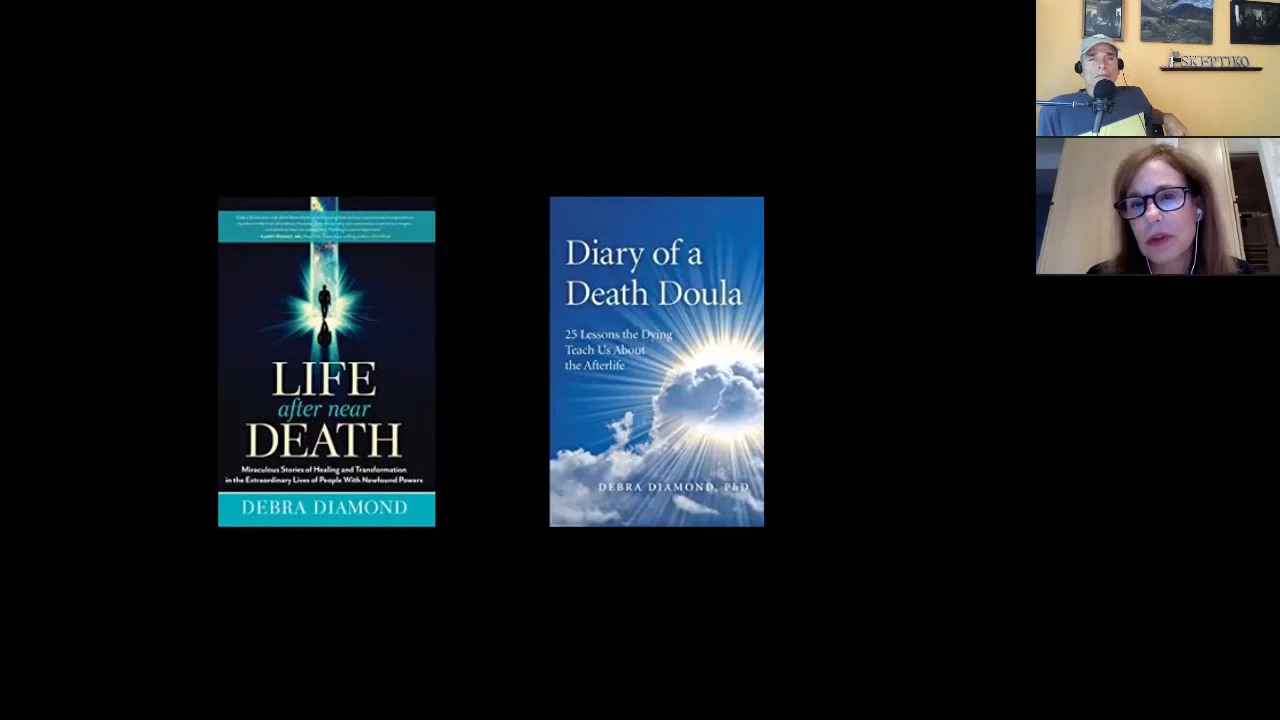 SKEPTIKO
LIFE
after near
DEATH
Miraculous Stories of Healing and Transformation
in the Extraordinary Lives of People With Newfound Powers
DEBRA DIAMOND
Diary of a
Death Doula
25 Lessons the Dying
Teach Us About
the Afterlife
DEBRA DIAMOND, PhD